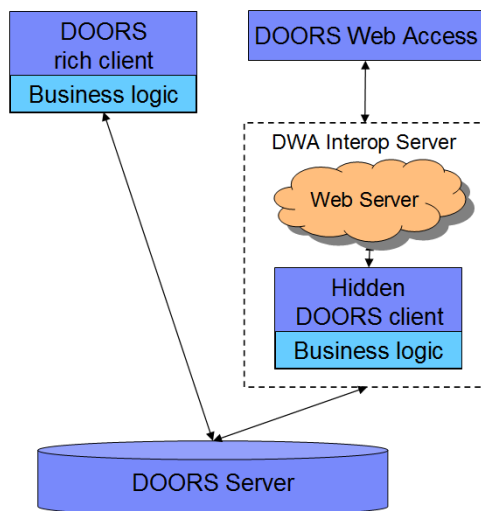 DOORS
rich client
Business logic
DOORS Web Access
DWA Interop Server
Web Server
Hidden
DOORS client
Business logic
DOORS Server